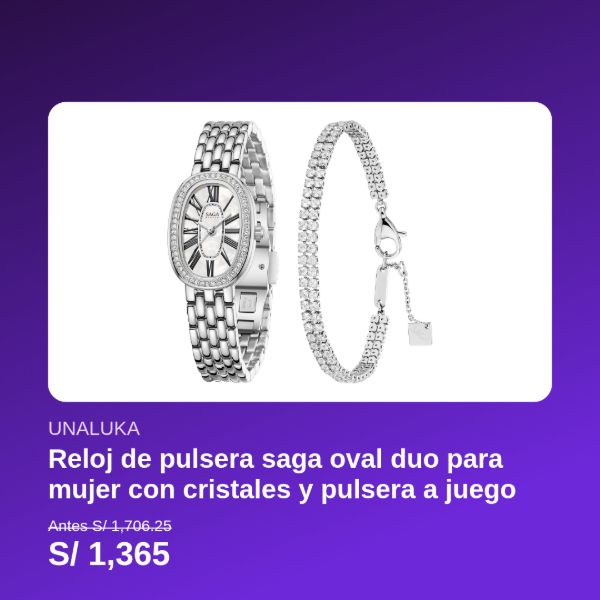 SAGA
UNALUKA
Reloj de pulsera saga oval duo para
mujer con cristales y pulsera a juego
Antes S/ 1,706.25
S/ 1,365